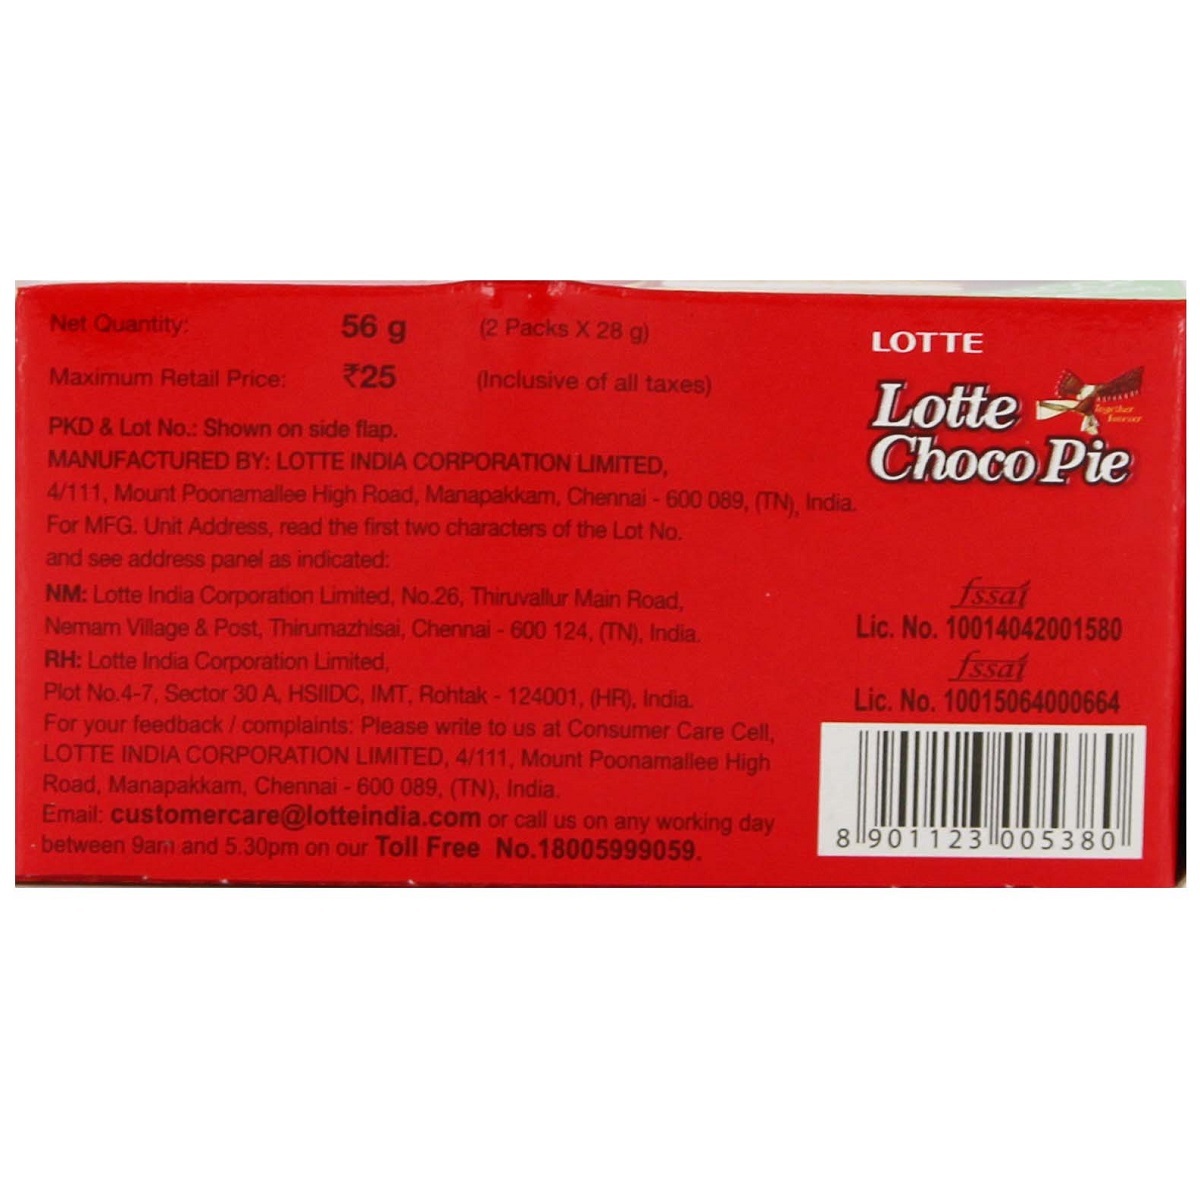 Net Quantity: 56 g (2 Packs X 28 g)
Maximum Retail Price: ₹25 (Inclusive of all taxes)
PKD & Lot No.: Shown on side flap.
MANUFACTURED BY: LOTTE INDIA CORPORATION LIMITED,
4/111, Mount Poonamallee High Road, Manapakkam, Chennai - 600 089, (TN), India.
For MFG. Unit Address, read the first two characters of the Lot No.
and see address panel as indicated:
NM: Lotte India Corporation Limited, No.26, Thiruvallur Main Road,
Nemam Village & Post, Thirumazhisai, Chennai - 600 124, (TN), India.
RH: Lotte India Corporation Limited,
Plot No.4-7, Sector 30 A, HSIIDC, IMT, Rohtak - 124001, (HR), India.
For your feedback / complaints: Please write to us at Consumer Care Cell,
LOTTE INDIA CORPORATION LIMITED, 4/111, Mount Poonamallee High
Road, Manapakkam, Chennai - 600 089, (TN), India.
Email: customercare@lotteindia.com or call us on any working day
between 9am and 5.30pm on our Toll Free No.18005999059.
LOTTE
Lotte
Choco Pie
Together
forever
fssai
Lic. No. 10014042001580
fssai
Lic. No. 10015064000664
8 901123 005380